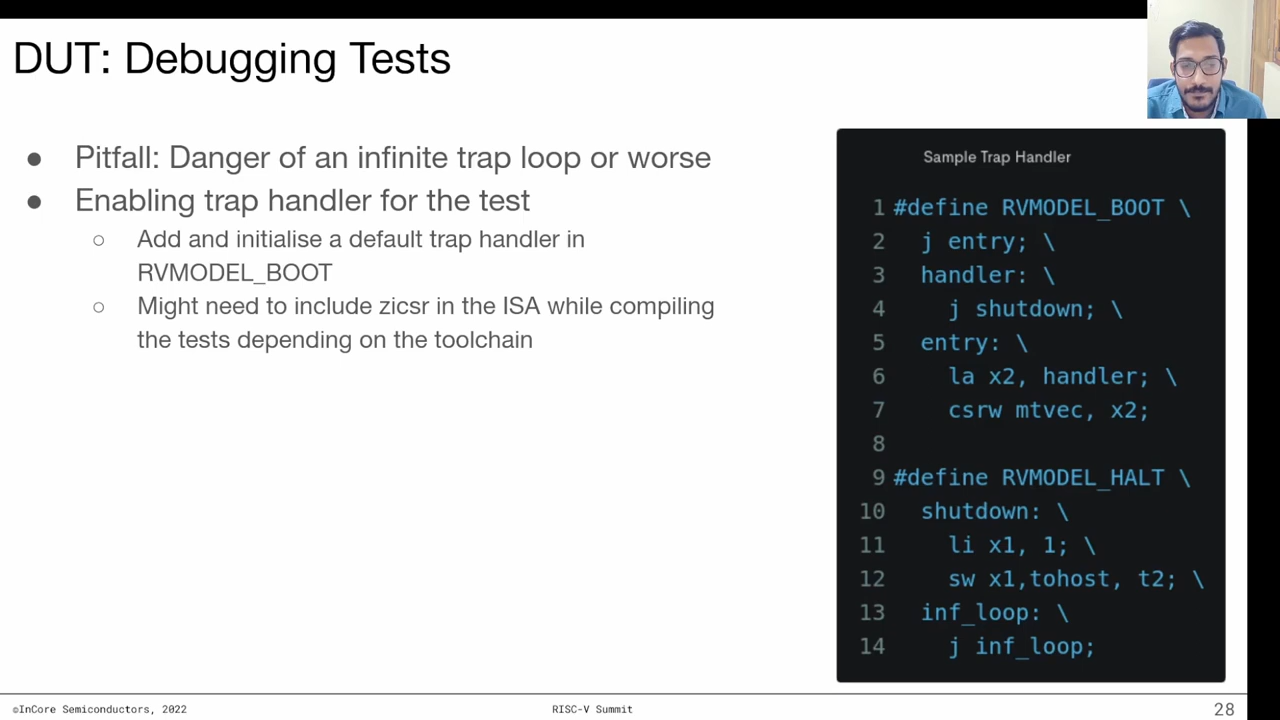 DUT: Debugging Tests
● Pitfall: Danger of an infinite trap loop or worse
● Enabling trap handler for the test
○ Add and initialise a default trap handler in
RVMODEL_BOOT
○ Might need to include zicsr in the ISA while compiling
the tests depending on the toolchain
Sample Trap Handler
1 #define RVMODEL_BOOT \
2 j entry; \
3 handler: \
4 j shutdown; \
5 entry: \
6 la x2, handler; \
7 csrw mtvec, x2;
8
9 #define RVMODEL_HALT \
10 shutdown: \
11 li x1, 1; \
12 sw x1,tohost, t2; \
13 inf_loop: \
14 j inf_loop;
©InCore Semiconductors, 2022
RISC-V Summit
28